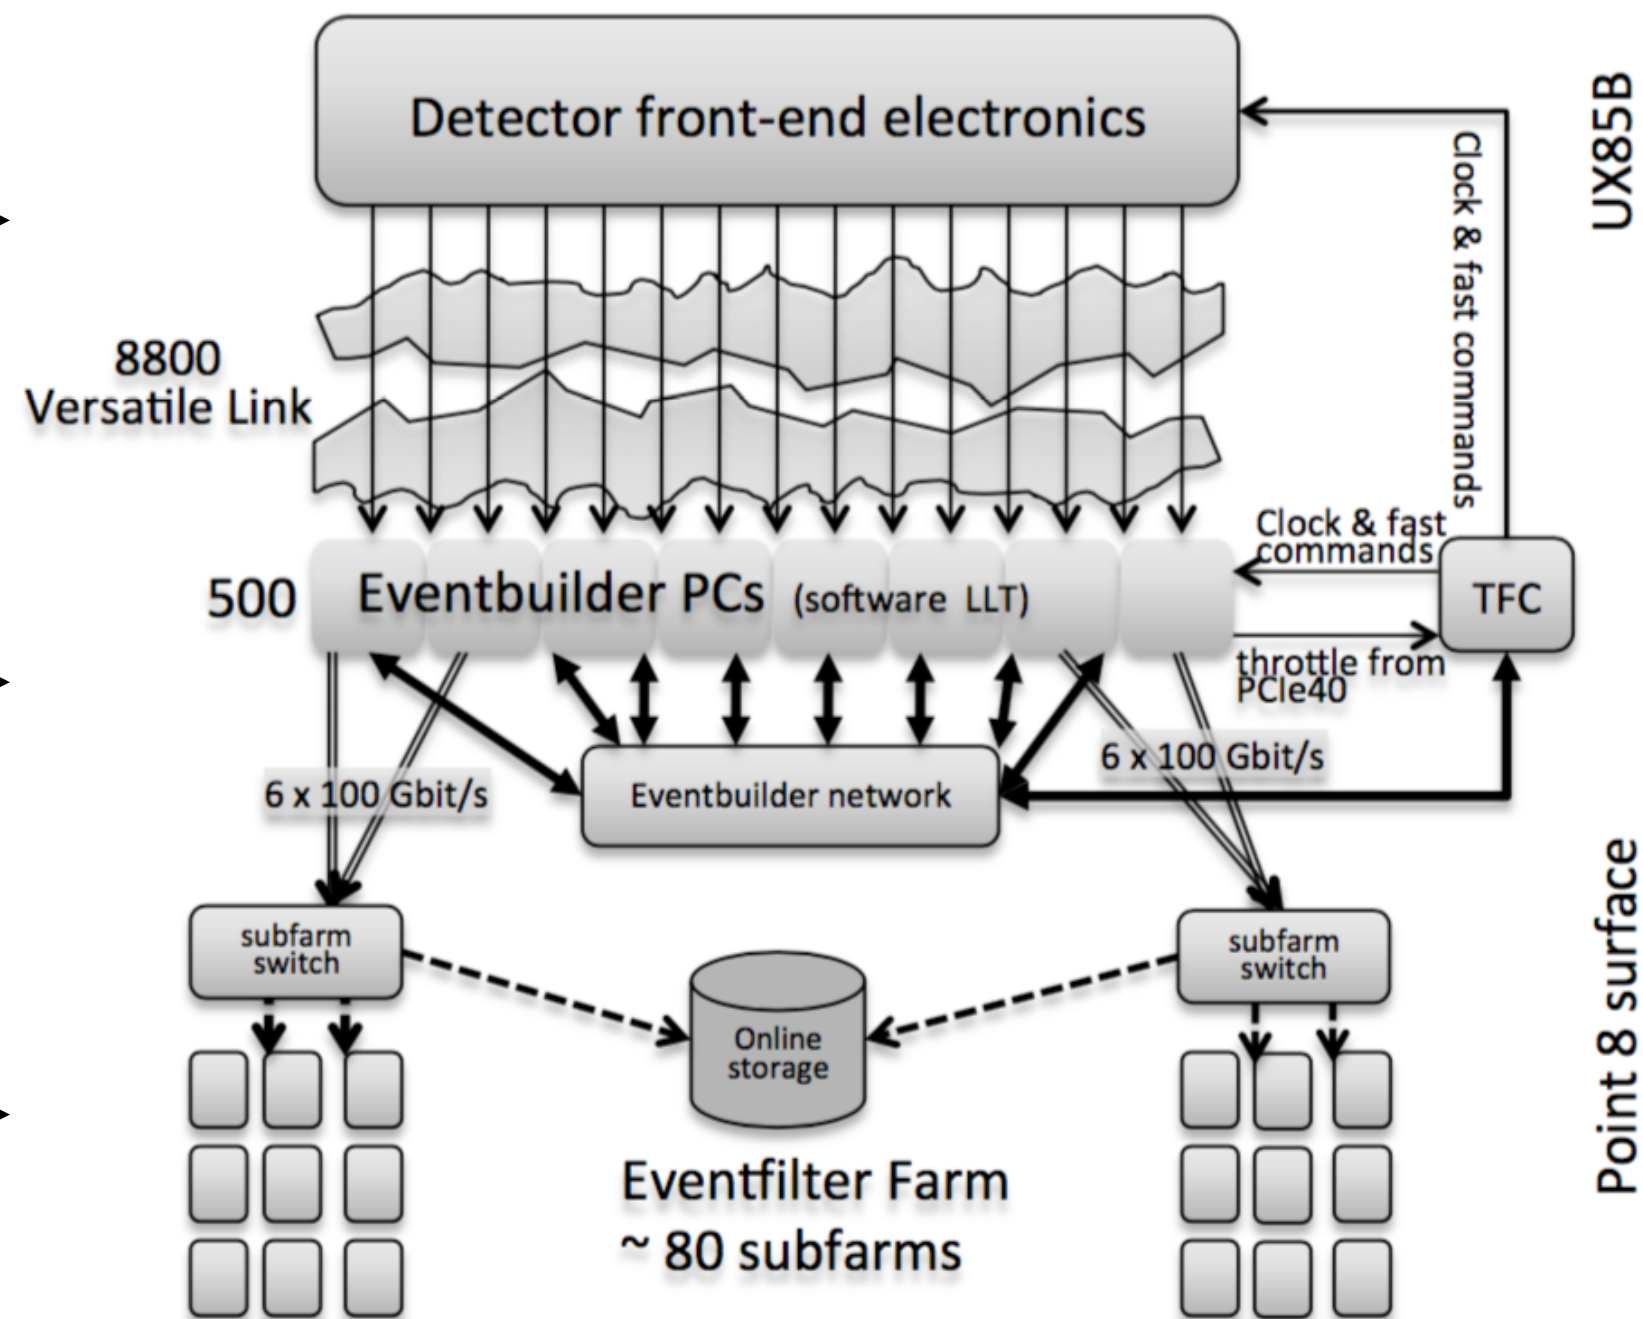 Detector front-end electronics
UX85B
Clock & fast commands
8800
Versatile Link
Clock & fast
commands
500
Eventbuilder PCs (software LLT)
TFC
throttle from
PCIe40
6 x 100 Gbit/s
6 x 100 Gbit/s
Eventbuilder network
Point 8 surface
subfarm
switch
subfarm
switch
Online
storage
Eventfilter Farm
~ 80 subfarms